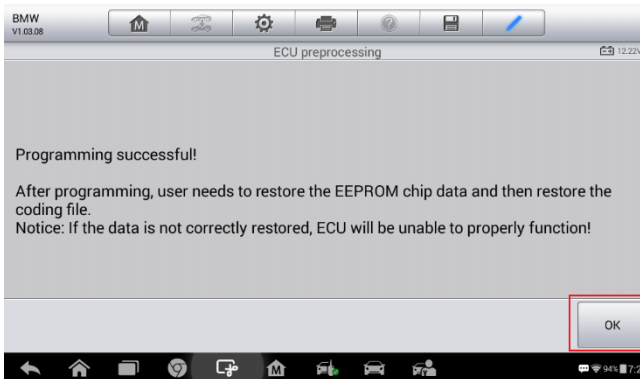 BMW
V1.03.08
M
ECU preprocessing
12.22V
Programming successful!
After programming, user needs to restore the EEPROM chip data and then restore the
coding file.
Notice: If the data is not correctly restored, ECU will be unable to properly function!
OK
M
94%